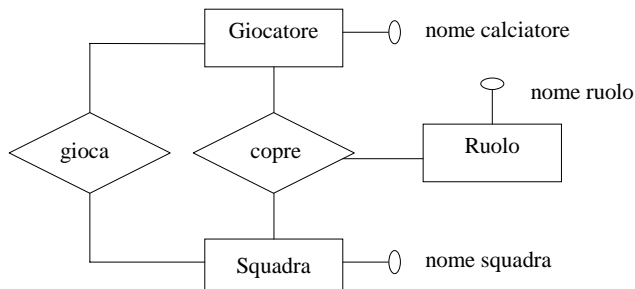 Giocatore
nome calciatore
nome ruolo
gioca
copre
Ruolo
Squadra
nome squadra